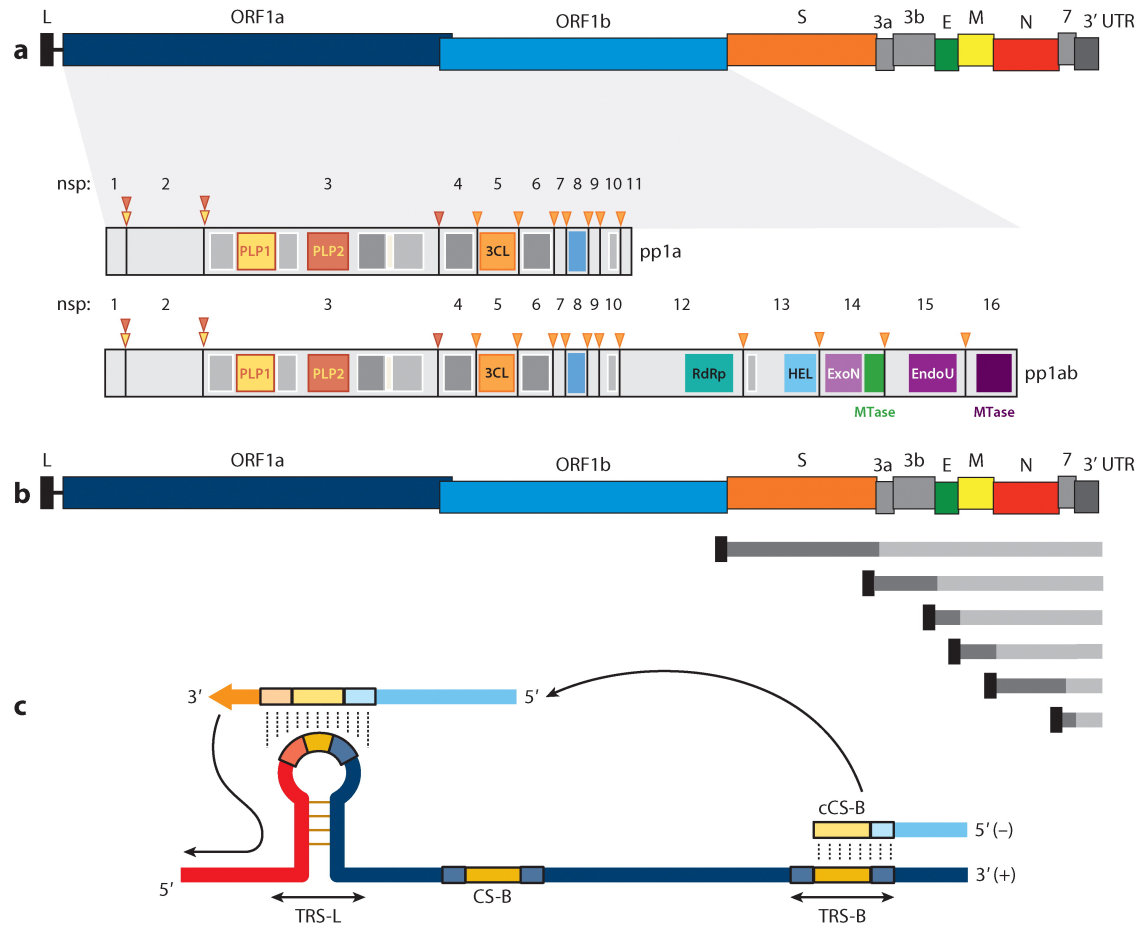 a
L ORF1a ORF1b S 3a 3b E M N 7 3′ UTR
nsp: 1 2 3 4 5 6 7 8 9 10 11
PLP1 PLP2 3CL pp1a
nsp: 1 2 3 4 5 6 7 8 9 10 12 13 14 15 16
PLP1 PLP2 3CL RdRp HEL ExoN EndoU pp1ab
MTase MTase
b
L ORF1a ORF1b S 3a 3b E M N 7 3′ UTR
c
3′ 5′
cCS-B
5′ (–)
5′ CS-B 3′ (+)
TRS-L TRS-B